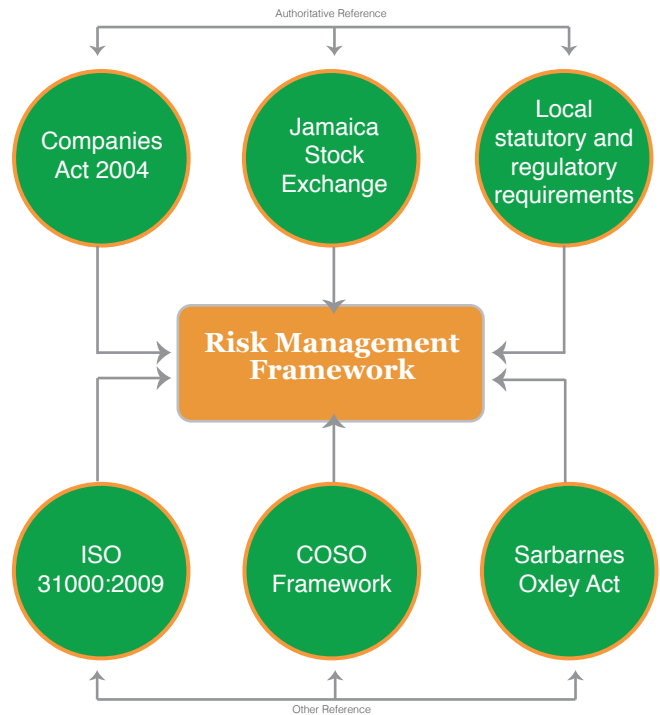 Authoritative Reference
Companies
Act 2004
Jamaica
Stock
Exchange
Local
statutory and
regulatory
requirements
Risk Management
Framework
ISO
31000:2009
COSO
Framework
Sarbarnes
Oxley Act
Other Reference